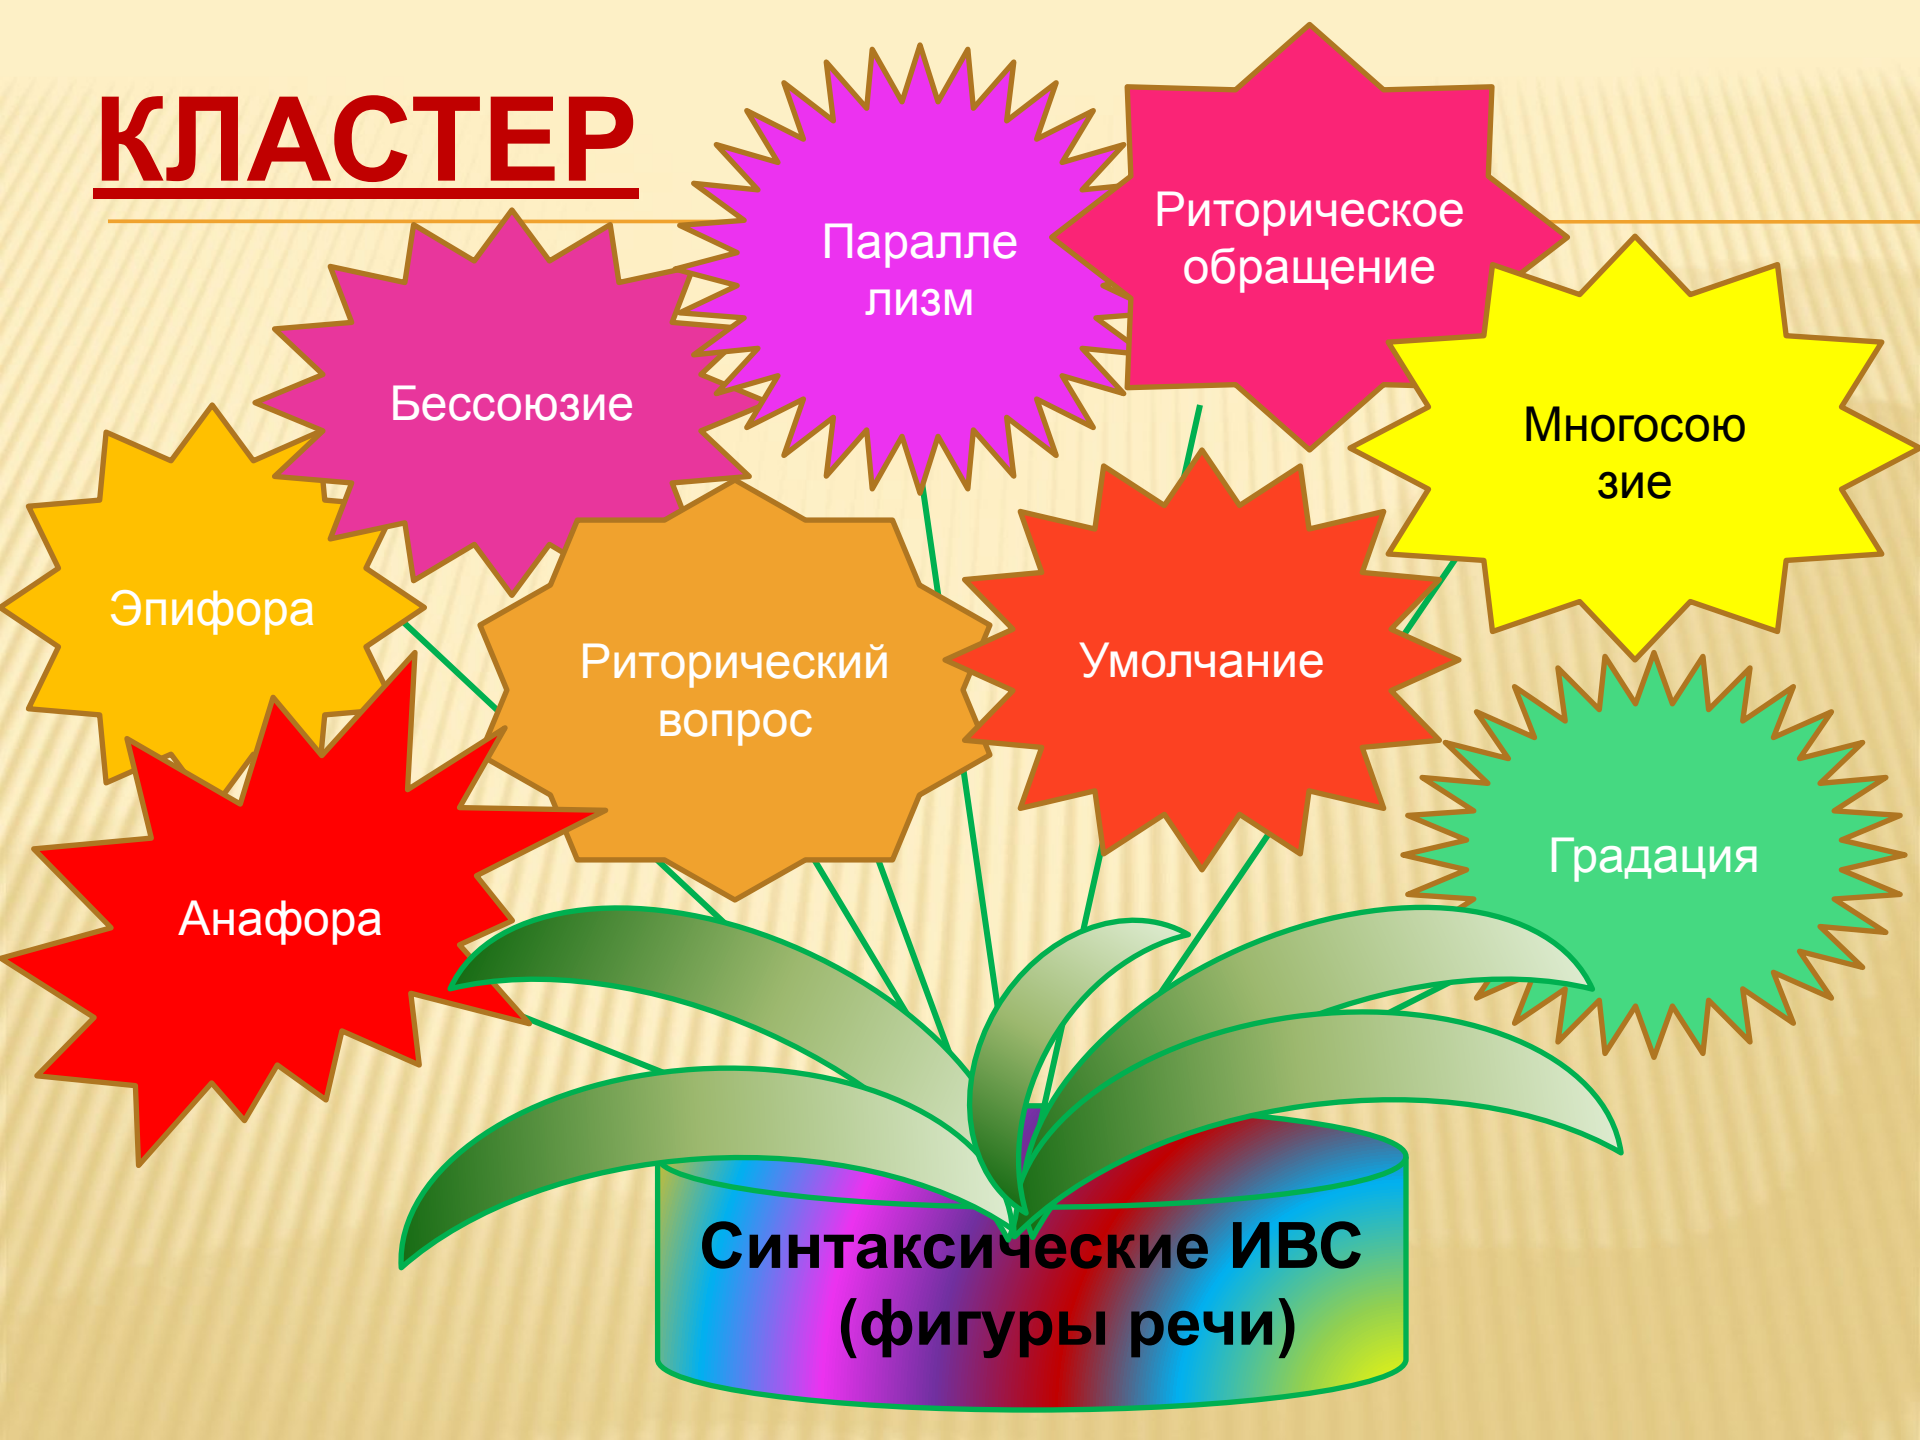 КЛАСТЕР
Паралле
лизм
Риторическое
обращение
Бессоюзие
Многосою
зие
Эпифора
Риторический
вопрос
Умолчание
Градация
Анафора
Синтаксические ИВС
(фигуры речи)